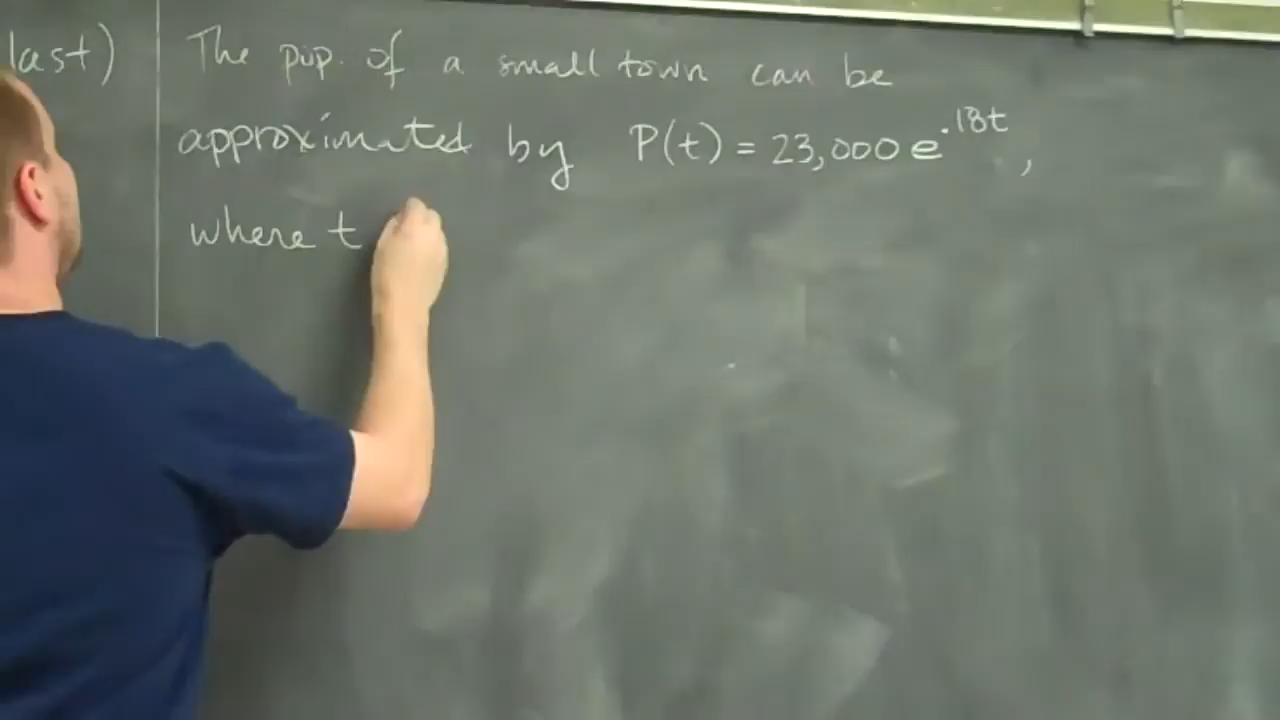 last)
The pop. of a small town can be
approximated by P(t) = 23,000 e^.18t,
where t